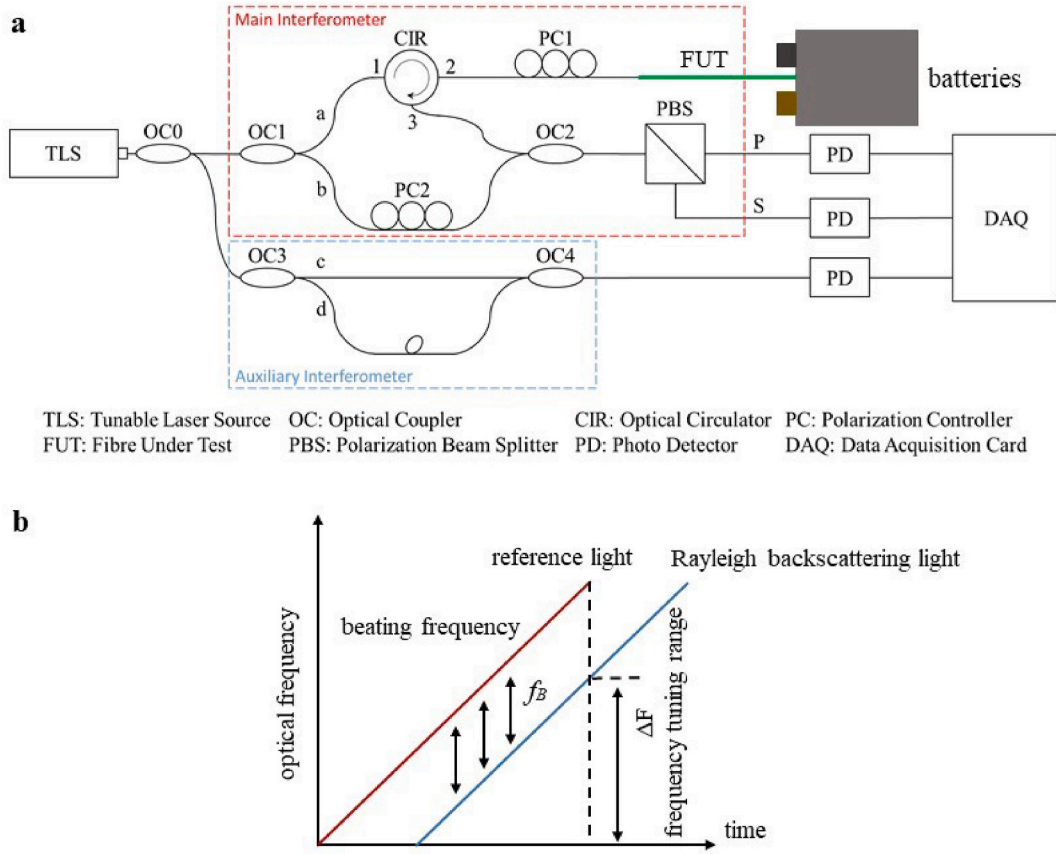 a
Main Interferometer
CIR
1
2
3
PC1
FUT
batteries
OC0
TLS
OC1
a
b
PC2
OC2
PBS
P
S
PD
PD
PD
DAQ
OC3
c
d
OC4
Auxiliary Interferometer
TLS: Tunable Laser Source OC: Optical Coupler CIR: Optical Circulator PC: Polarization Controller
FUT: Fibre Under Test PBS: Polarization Beam Splitter PD: Photo Detector DAQ: Data Acquisition Card
b
reference light
Rayleigh backscattering light
beating frequency
fB
optical frequency
ΔF
frequency tuning range
time